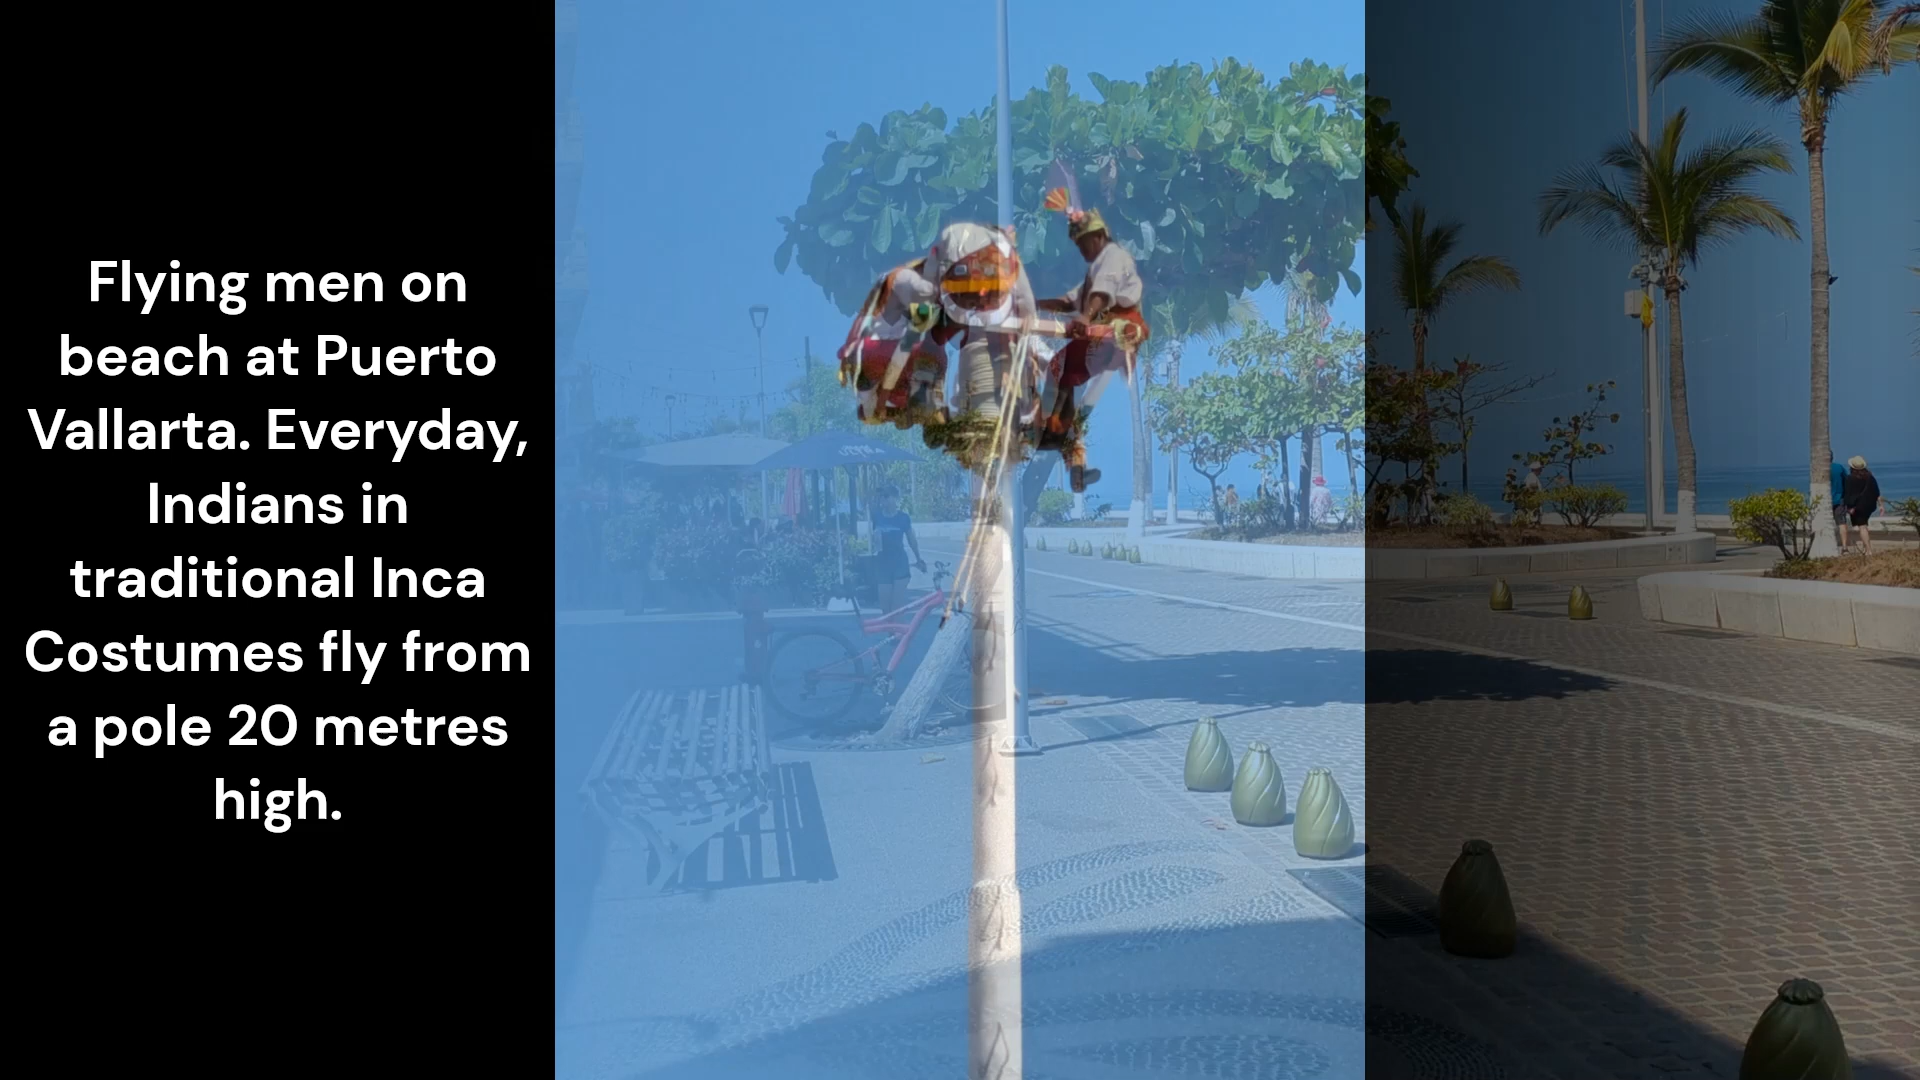 Flying men on
beach at Puerto
Vallarta. Everyday,
Indians in
traditional Inca
Costumes fly from
a pole 20 metres
high.